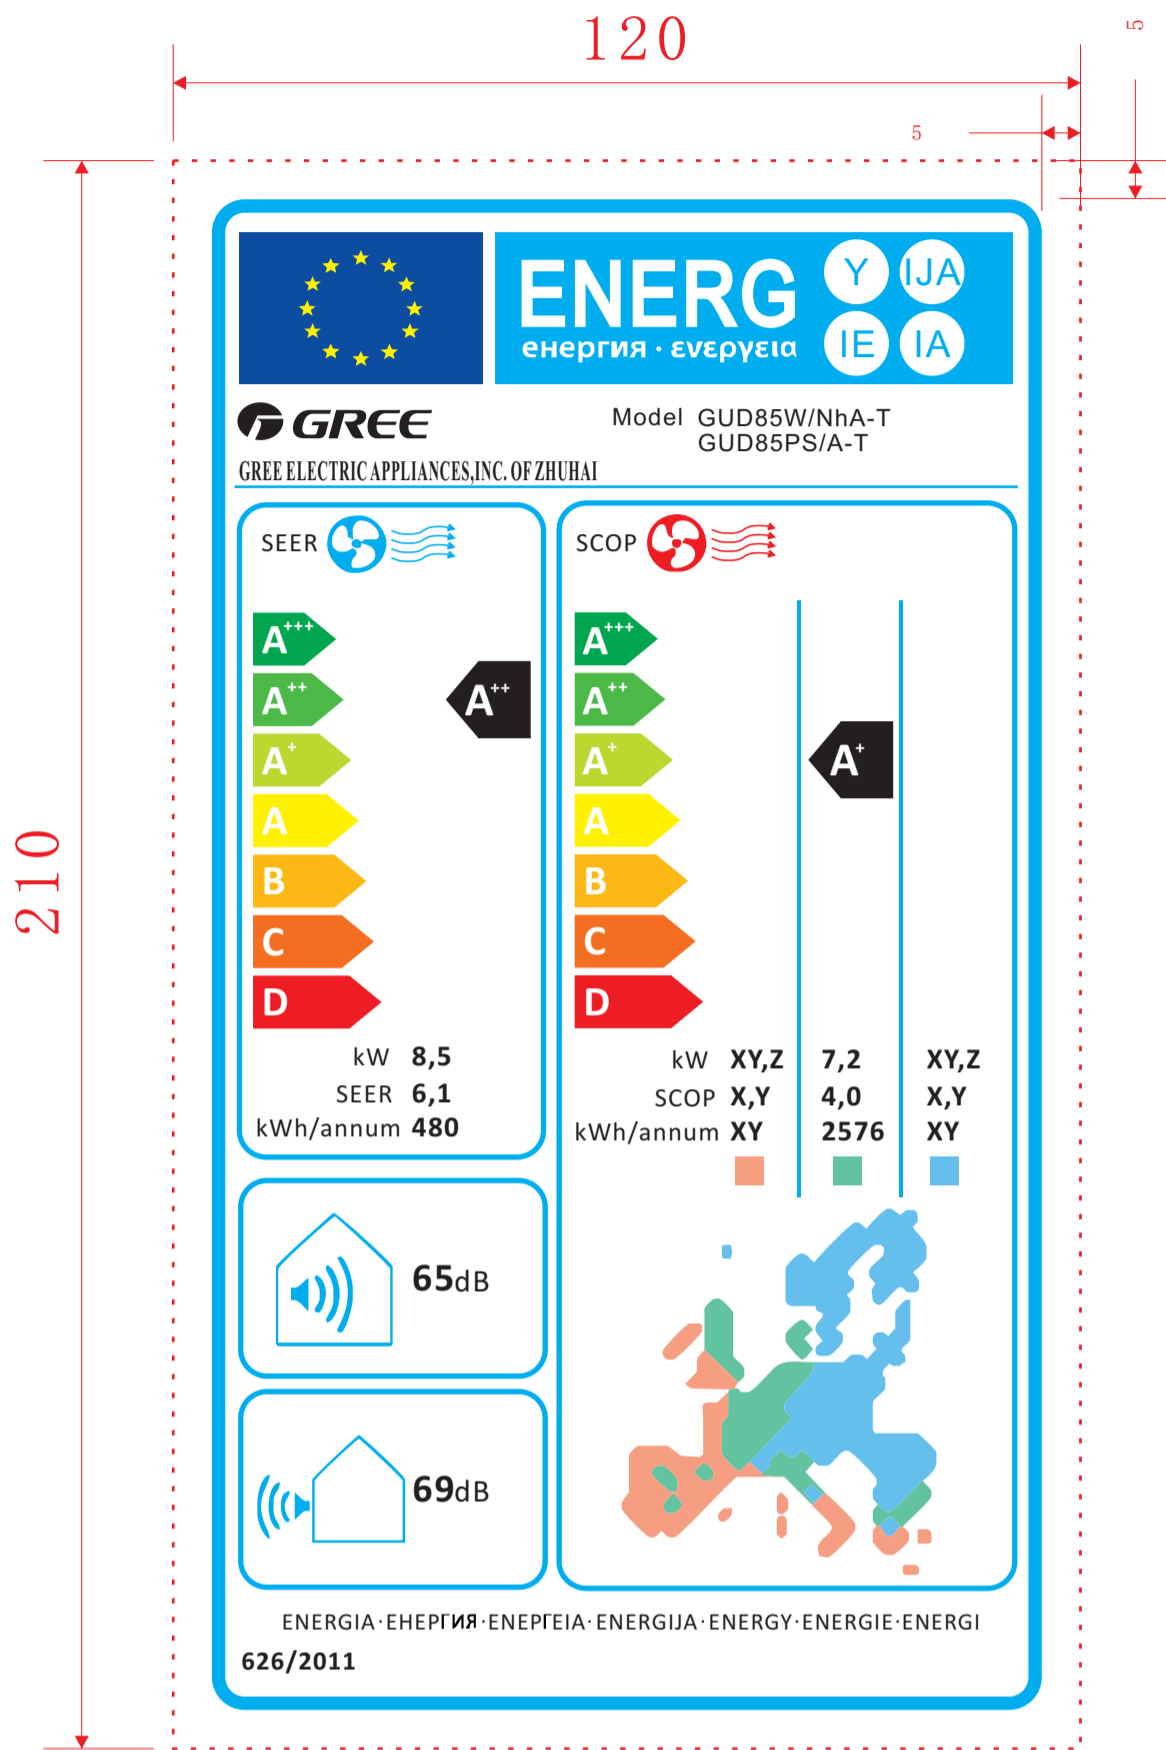 120
5
5
210
ENERG
енергия · ενεργεια
Y IJA
IE IA
GREE
Model GUD85W/NhA-T
GUD85PS/A-T
GREE ELECTRIC APPLIANCES,INC. OF ZHUHAI
SEER
A+++
A++
A+
A
B
C
D
A++
kW 8,5
SEER 6,1
kWh/annum 480
SCOP
A+++
A++
A+
A
B
C
D
A+
kW XY,Z 7,2 XY,Z
SCOP X,Y 4,0 X,Y
kWh/annum XY 2576 XY
65dB
69dB
ENERGIA·ЕНЕРГИЯ·ΕΝΕΡΓΕΙΑ·ENERGIJA·ENERGY·ENERGIE·ENERGI
626/2011